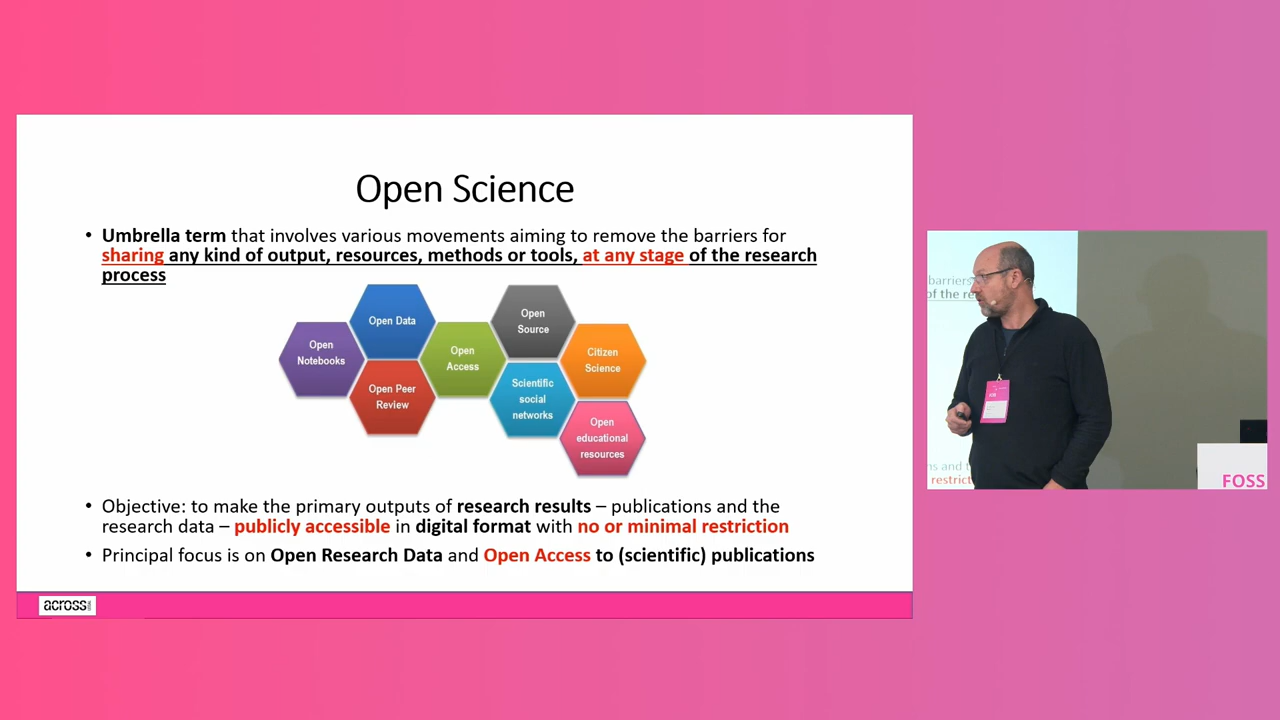 Open Science
• Umbrella term that involves various movements aiming to remove the barriers for
sharing any kind of output, resources, methods or tools, at any stage of the research
process
Open Data
Open
Source
Open
Notebooks
Open
Access
Citizen
Science
Open Peer
Review
Scientific
social
networks
Open
educational
resources
• Objective: to make the primary outputs of research results – publications and the
research data – publicly accessible in digital format with no or minimal restriction
• Principal focus is on Open Research Data and Open Access to (scientific) publications
across
barriers
of the re
ns and t
restrict
FOSS